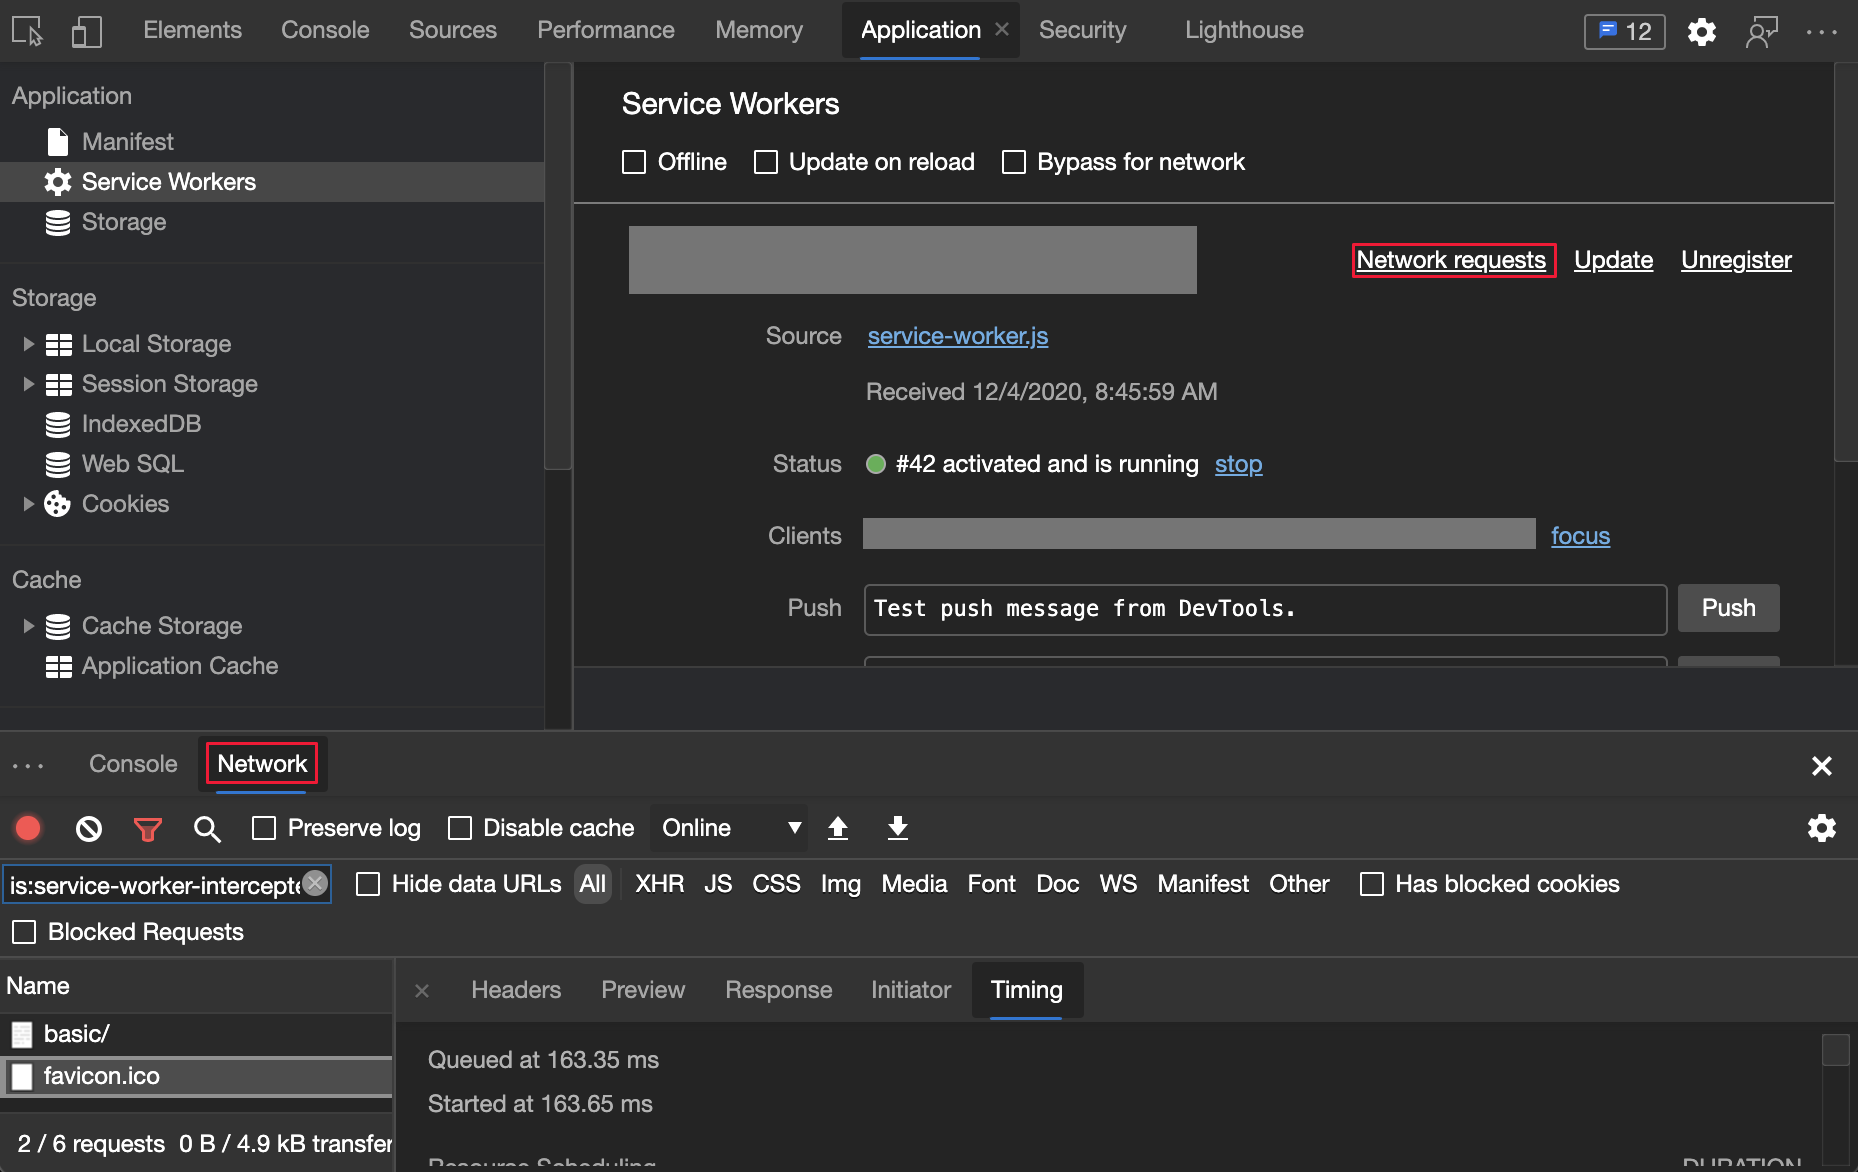 Elements Console Sources Performance Memory Application Security Lighthouse 12
Application
Manifest
Service Workers
Storage
Storage
Local Storage
Session Storage
IndexedDB
Web SQL
Cookies
Cache
Cache Storage
Application Cache
Service Workers
Offline Update on reload Bypass for network
Network requests Update Unregister
Source service-worker.js
Received 12/4/2020, 8:45:59 AM
Status #42 activated and is running stop
Clients focus
Push Test push message from DevTools. Push
Console Network
Preserve log Disable cache Online
is:service-worker-intercepte Hide data URLs All XHR JS CSS Img Media Font Doc WS Manifest Other Has blocked cookies
Blocked Requests
Name
basic/
favicon.ico
2 / 6 requests 0 B / 4.9 kB transfer
Headers Preview Response Initiator Timing
Queued at 163.35 ms
Started at 163.65 ms
Resource Scheduling DURATION